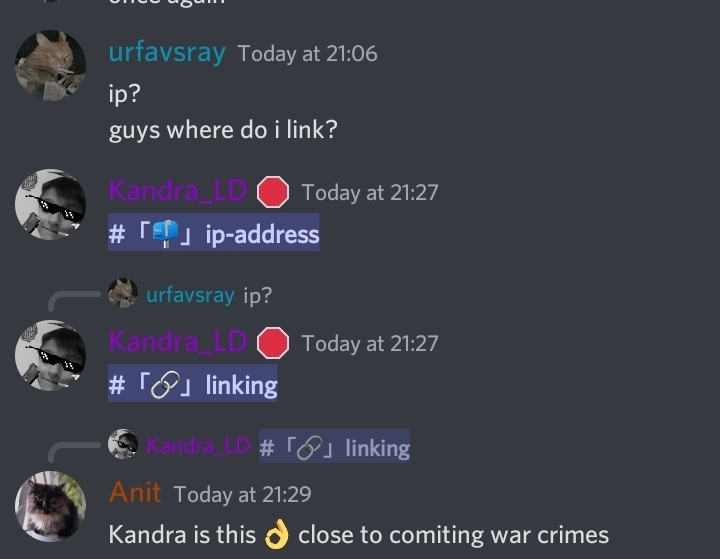 once again
urfavsray Today at 21:06
ip?
guys where do i link?
Kandra_LD 🛑 Today at 21:27
# 「📫」 ip-address
urfavsray ip?
Kandra_LD 🛑 Today at 21:27
# 「🔗」 linking
Kandra_LD # 「🔗」 linking
Anit Today at 21:29
Kandra is this 👌 close to comiting war crimes